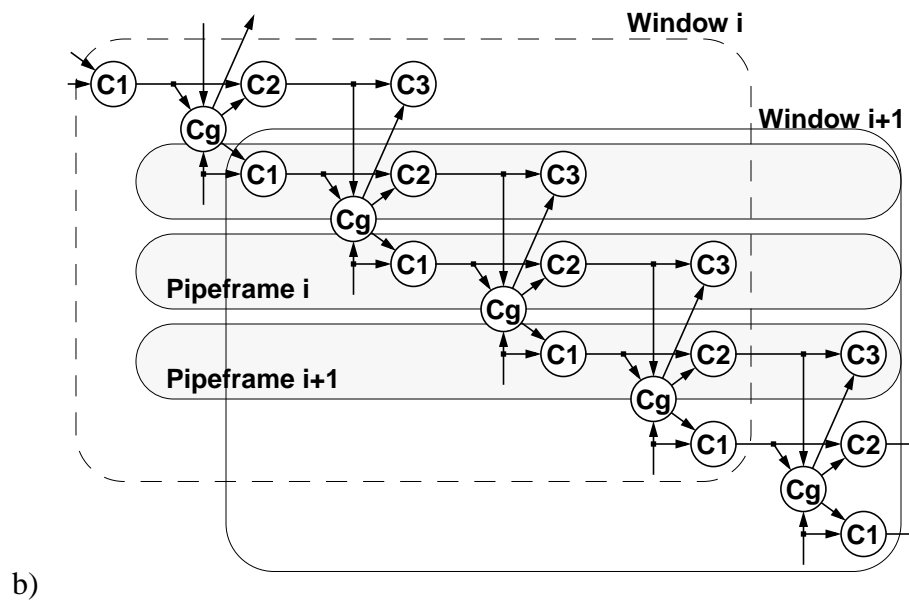 Window i
C1 C2 C3
Window i+1
Cg
C1 C2 C3
Cg
C1 C2 C3
Pipeframe i
Cg
C1 C2 C3
Pipeframe i+1
Cg
C1 C2
Cg
C1
b)